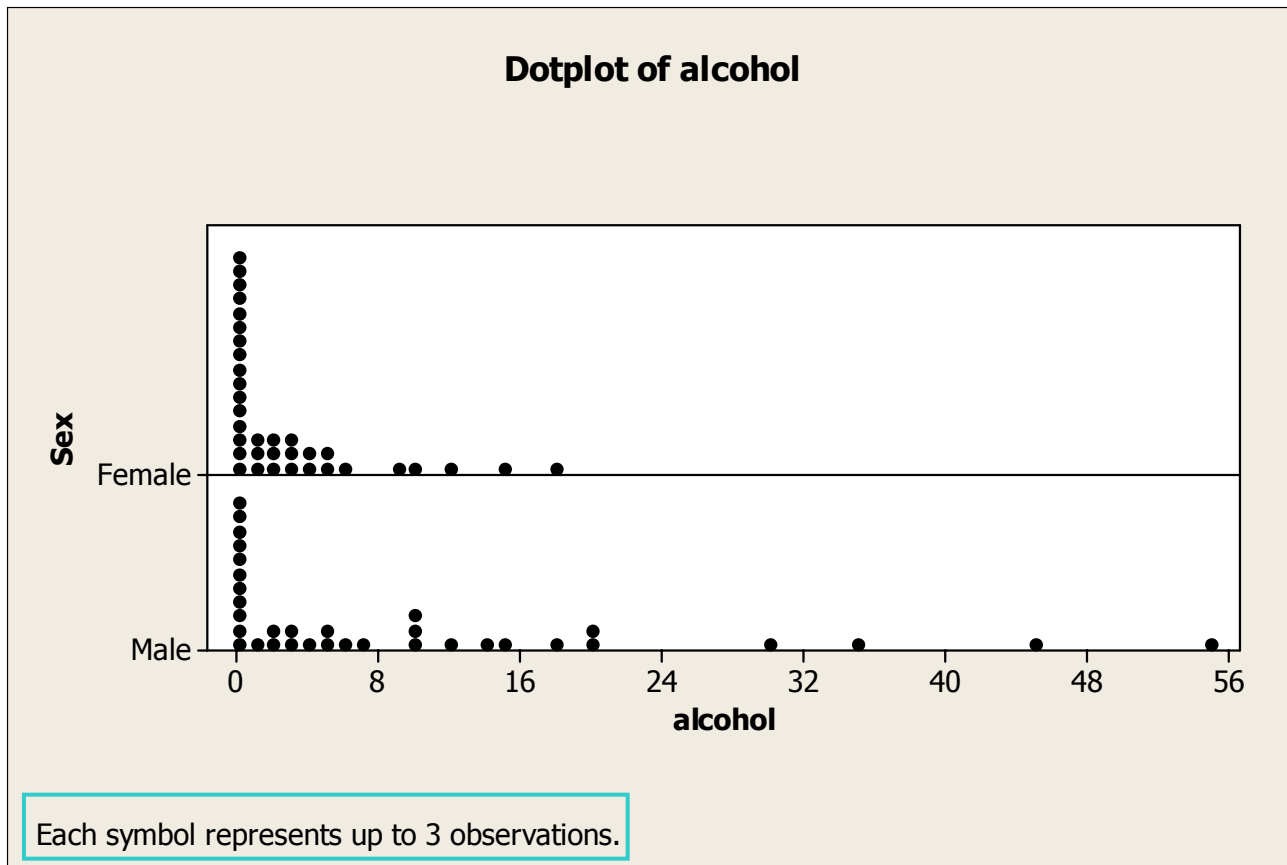 Dotplot of alcohol
Sex
Female
Male
0 8 16 24 32 40 48 56
alcohol
Each symbol represents up to 3 observations.